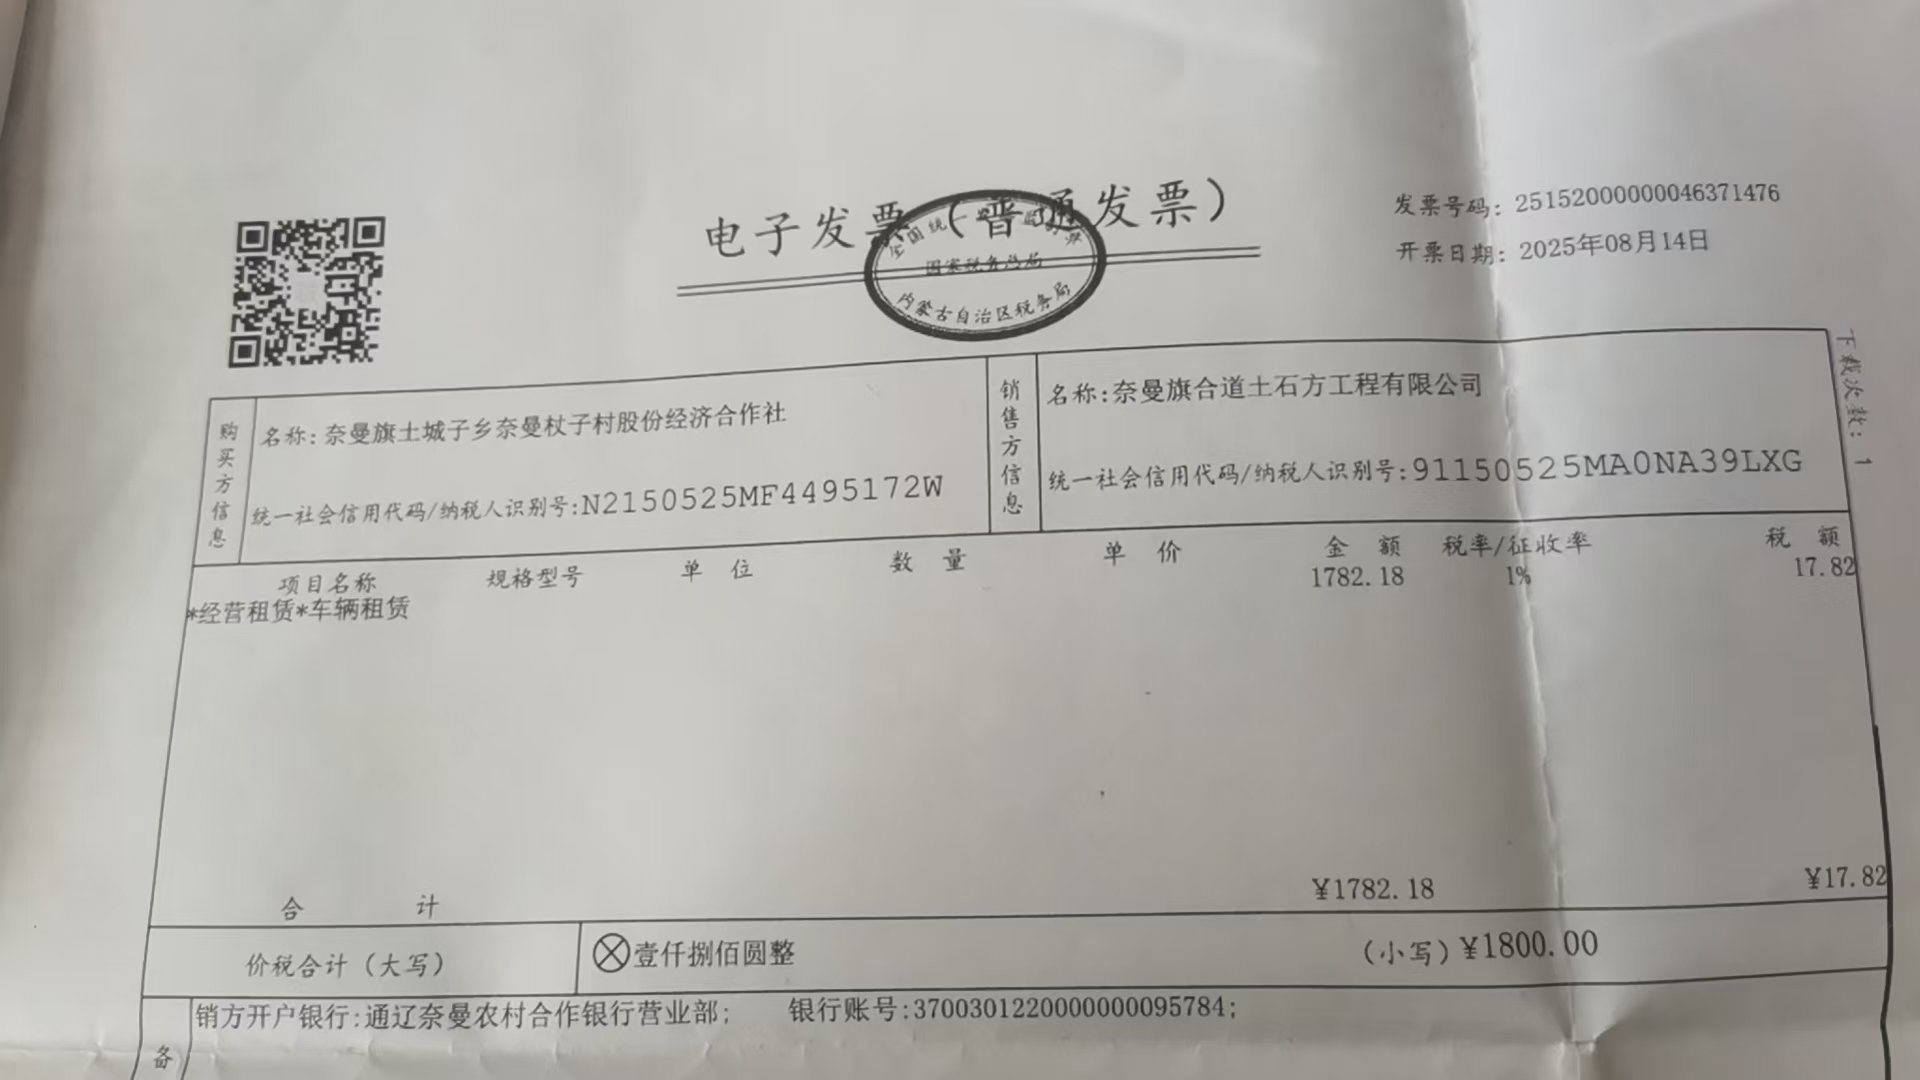 电子发票（普通发票）
全国统一发票监制章
国家税务总局
内蒙古自治区税务局
发票号码：25152000000046371476
开票日期：2025年08月14日
下载次数：1
购买方信息
名称：奈曼旗土城子乡奈曼杖子村股份经济合作社
统一社会信用代码/纳税人识别号：N2150525MF4495172W
销售方信息
名称：奈曼旗合道土石方工程有限公司
统一社会信用代码/纳税人识别号：91150525MA0NA39LXG
项目名称 规格型号 单位 数量 单价 金额 税率/征收率 税额
*经营租赁*车辆租赁 1782.18 1% 17.82
合计 ¥1782.18 ¥17.82
价税合计（大写） ⊗壹仟捌佰圆整 （小写）¥1800.00
销方开户银行：通辽奈曼农村合作银行营业部； 银行账号：3700301220000000095784；
备